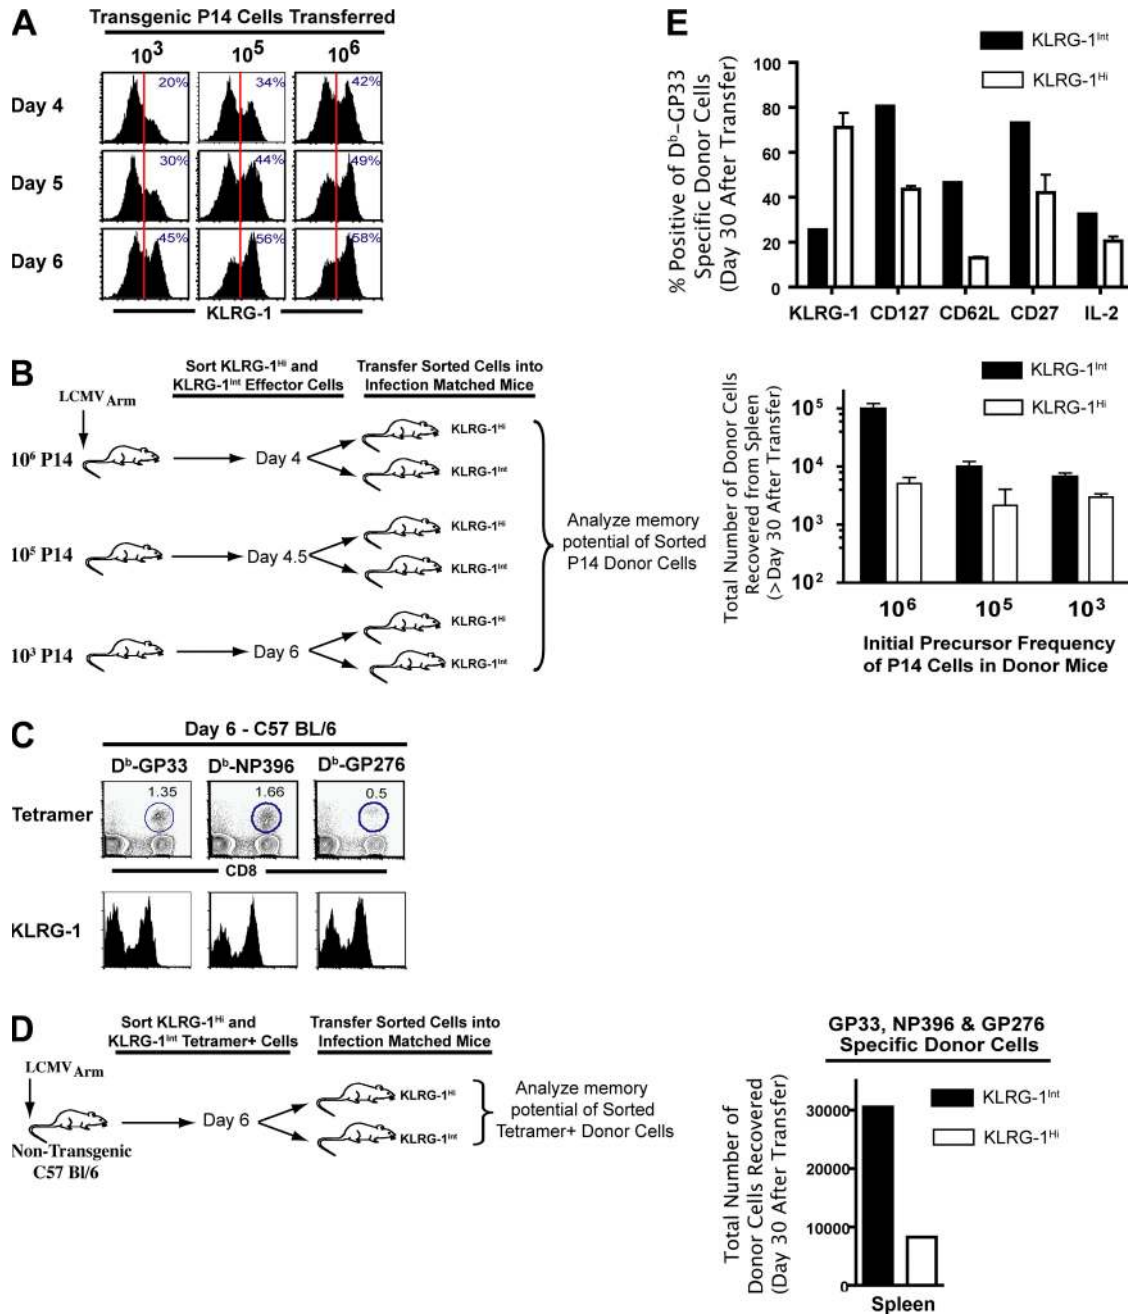 A
Transgenic P14 Cells Transferred
10³ 10⁵ 10⁶
Day 4
20% 34% 42%
Day 5
30% 44% 49%
Day 6
45% 56% 58%
KLRG-1
B
Sort KLRG-1ᴴⁱ and
KLRG-1ᴵⁿᵗ Effector Cells
Transfer Sorted Cells into
Infection Matched Mice
LCMV Arm
10⁶ P14
Day 4
KLRG-1ᴴⁱ
KLRG-1ᴵⁿᵗ
10⁵ P14
Day 4.5
KLRG-1ᴴⁱ
KLRG-1ᴵⁿᵗ
10³ P14
Day 6
KLRG-1ᴴⁱ
KLRG-1ᴵⁿᵗ
Analyze memory
potential of Sorted
P14 Donor Cells
Total Number of Donor Cells
Recovered from Spleen
(>Day 30 After Transfer)
10⁵
10⁴
10³
10²
KLRG-1ᴵⁿᵗ
KLRG-1ᴴⁱ
10⁶ 10⁵ 10³
Initial Precursor Frequency
of P14 Cells in Donor Mice
C
Day 6 - C57 BL/6
Dᵇ-GP33 Dᵇ-NP396 Dᵇ-GP276
Tetramer
1.35 1.66 0.5
CD8
KLRG-1
D
Sort KLRG-1ᴴⁱ and
KLRG-1ᴵⁿᵗ Tetramer+ Cells
Transfer Sorted Cells into
Infection Matched Mice
LCMV Arm
Non-Transgenic
C57 Bl/6
Day 6
KLRG-1ᴴⁱ
KLRG-1ᴵⁿᵗ
Analyze memory
potential of Sorted
Tetramer+ Donor Cells
GP33, NP396 & GP276
Specific Donor Cells
Total Number of
Donor Cells Recovered
(Day 30 After Transfer)
30000
20000
10000
0
KLRG-1ᴵⁿᵗ
KLRG-1ᴴⁱ
Spleen
E
KLRG-1ᴵⁿᵗ
KLRG-1ᴴⁱ
% Positive of Dᵇ-GP33
Specific Donor Cells
(Day 30 After Transfer)
100
80
60
40
20
0
KLRG-1 CD127 CD62L CD27 IL-2